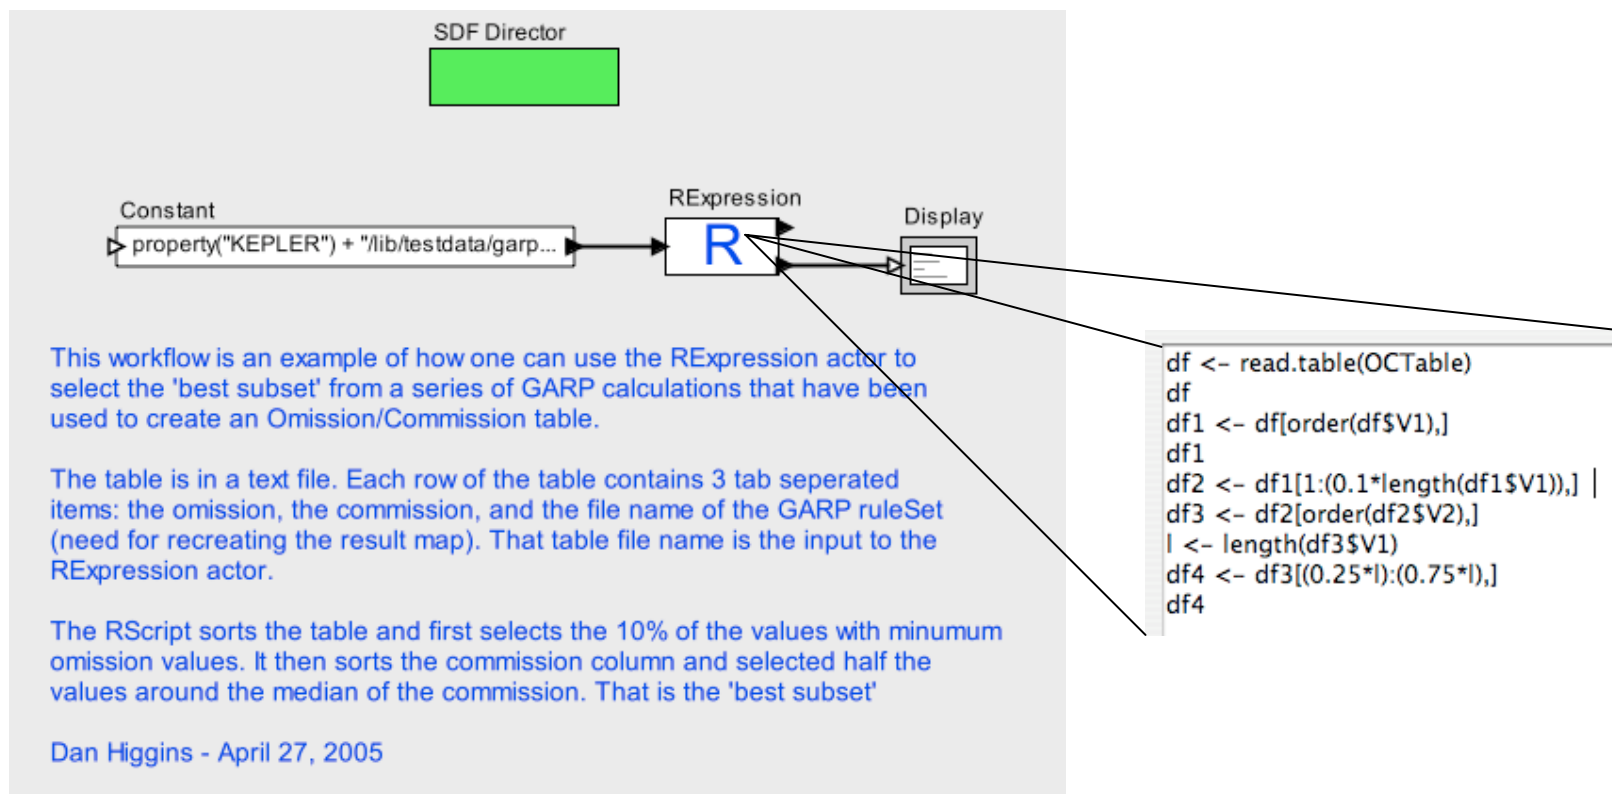 SDF Director
Constant
property("KEPLER") + "/lib/testdata/garp...
RExpression
R
Display
This workflow is an example of how one can use the RExpression actor to
select the 'best subset' from a series of GARP calculations that have been
used to create an Omission/Commission table.
The table is in a text file. Each row of the table contains 3 tab seperated
items: the omission, the commission, and the file name of the GARP ruleSet
(need for recreating the result map). That table file name is the input to the
RExpression actor.
The RScript sorts the table and first selects the 10% of the values with minumum
omission values. It then sorts the commission column and selected half the
values around the median of the commission. That is the 'best subset'
Dan Higgins - April 27, 2005
df <- read.table(OCTable)
df
df1 <- df[order(df$V1),]
df1
df2 <- df1[1:(0.1*length(df1$V1)),]
df3 <- df2[order(df2$V2),]
l <- length(df3$V1)
df4 <- df3[(0.25*l):(0.75*l),]
df4